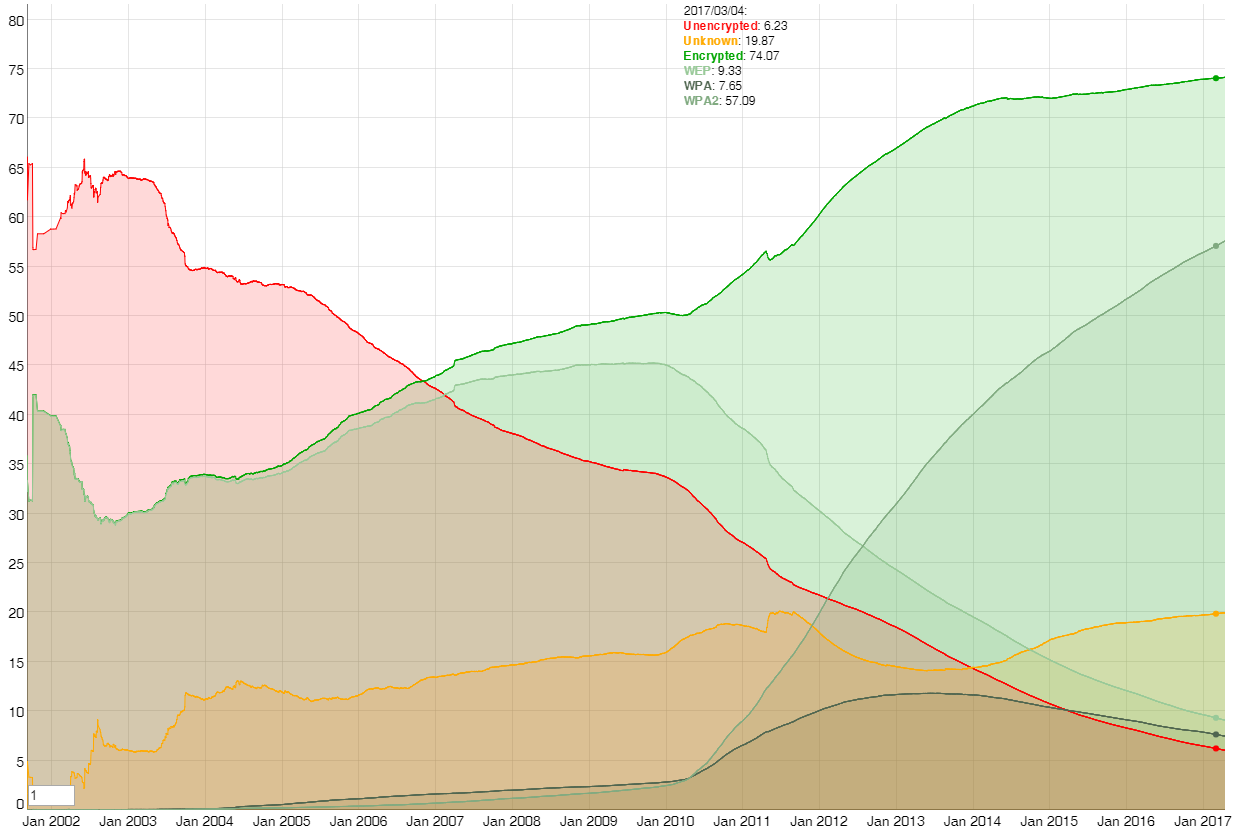 2017/03/04:
Unencrypted: 6.23
Unknown: 19.87
Encrypted: 74.07
WEP: 9.33
WPA: 7.65
WPA2: 57.09
80
75
70
65
60
55
50
45
40
35
30
25
20
15
10
5
0
1
Jan 2002 Jan 2003 Jan 2004 Jan 2005 Jan 2006 Jan 2007 Jan 2008 Jan 2009 Jan 2010 Jan 2011 Jan 2012 Jan 2013 Jan 2014 Jan 2015 Jan 2016 Jan 2017